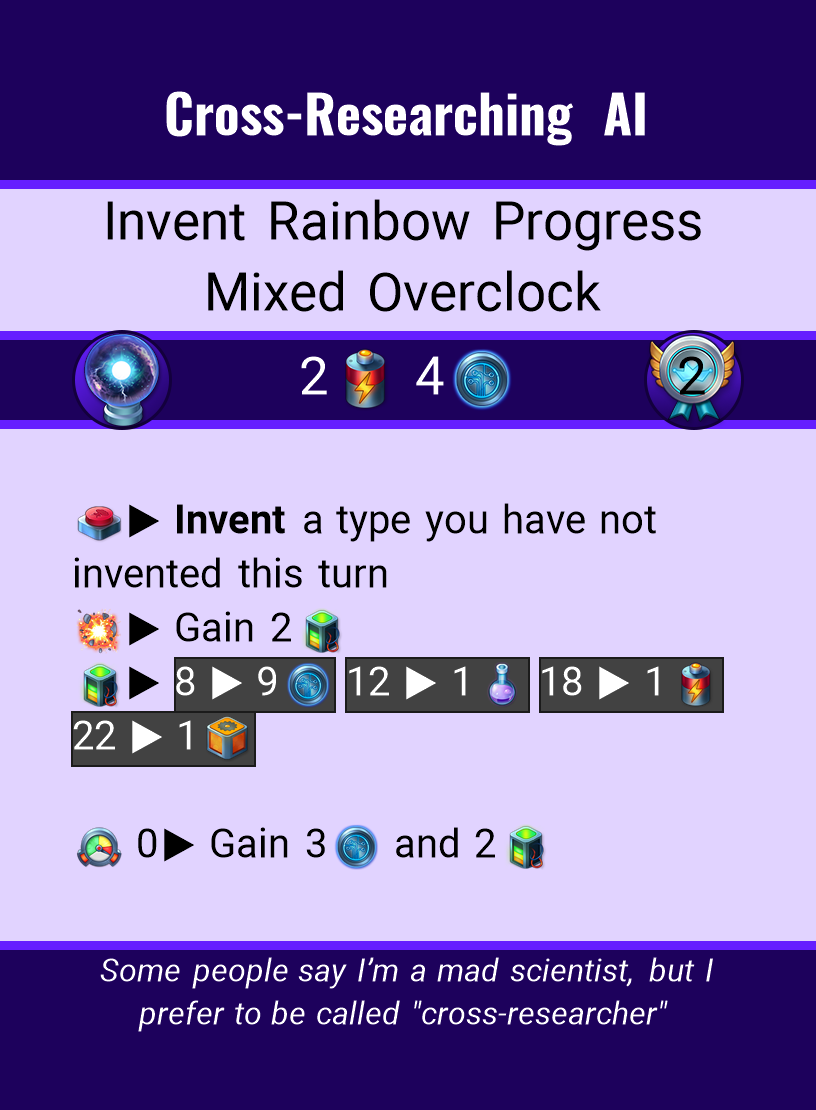 Cross-Researching AI
Invent Rainbow Progress
Mixed Overclock
2 4 2
▶ Invent a type you have not
invented this turn
▶ Gain 2
▶ 8 ▶ 9 12 ▶ 1 18 ▶ 1
22 ▶ 1
0▶ Gain 3 and 2
Some people say I’m a mad scientist, but I
prefer to be called "cross-researcher"